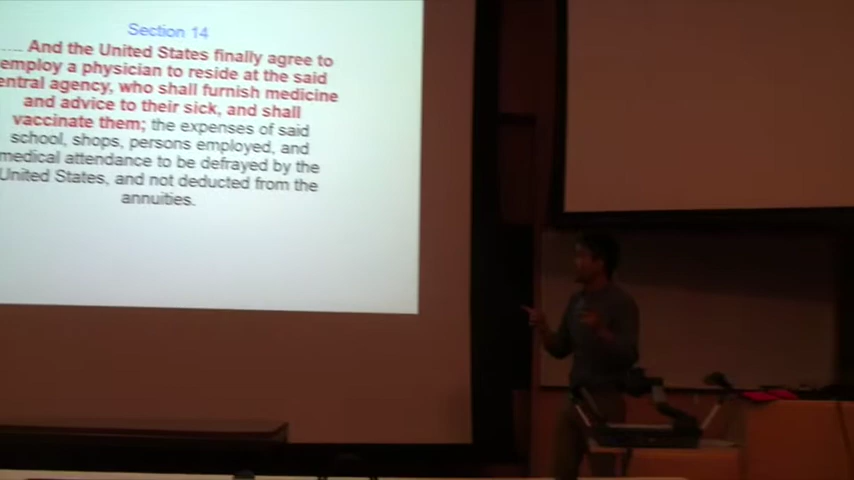 Section 14
..... And the United States finally agree to
employ a physician to reside at the said
entral agency, who shall furnish medicine
and advice to their sick, and shall
vaccinate them; the expenses of said
school, shops, persons employed, and
medical attendance to be defrayed by the
United States, and not deducted from the
annuities.